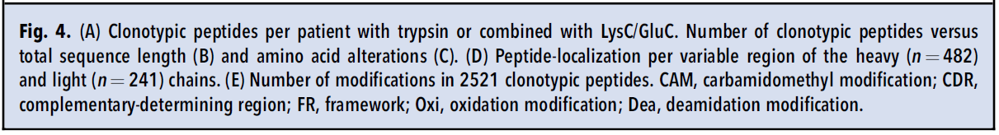 Fig. 4. (A) Clonotypic peptides per patient with trypsin or combined with LysC/GluC. Number of clonotypic peptides versus
total sequence length (B) and amino acid alterations (C). (D) Peptide-localization per variable region of the heavy (n = 482)
and light (n = 241) chains. (E) Number of modifications in 2521 clonotypic peptides. CAM, carbamidomethyl modification; CDR,
complementary-determining region; FR, framework; Oxi, oxidation modification; Dea, deamidation modification.